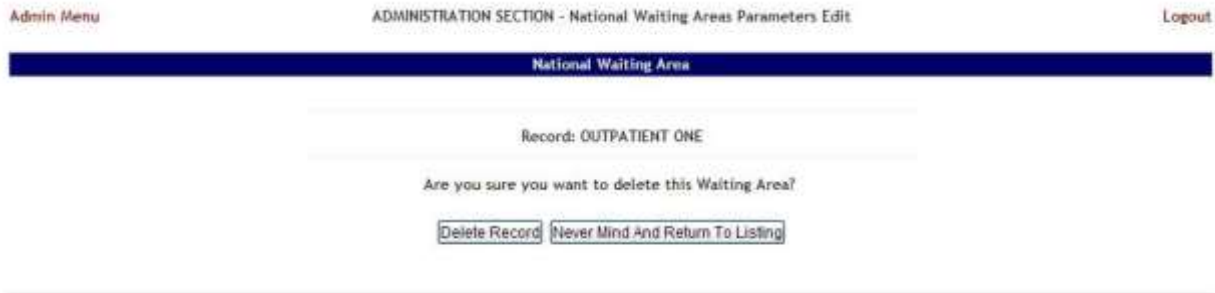 Admin Menu ADMINISTRATION SECTION - National Waiting Areas Parameters Edit Logout
National Waiting Area
Record: OUTPATIENT ONE
Are you sure you want to delete this Waiting Area?
Delete Record Never Mind And Return To Listing